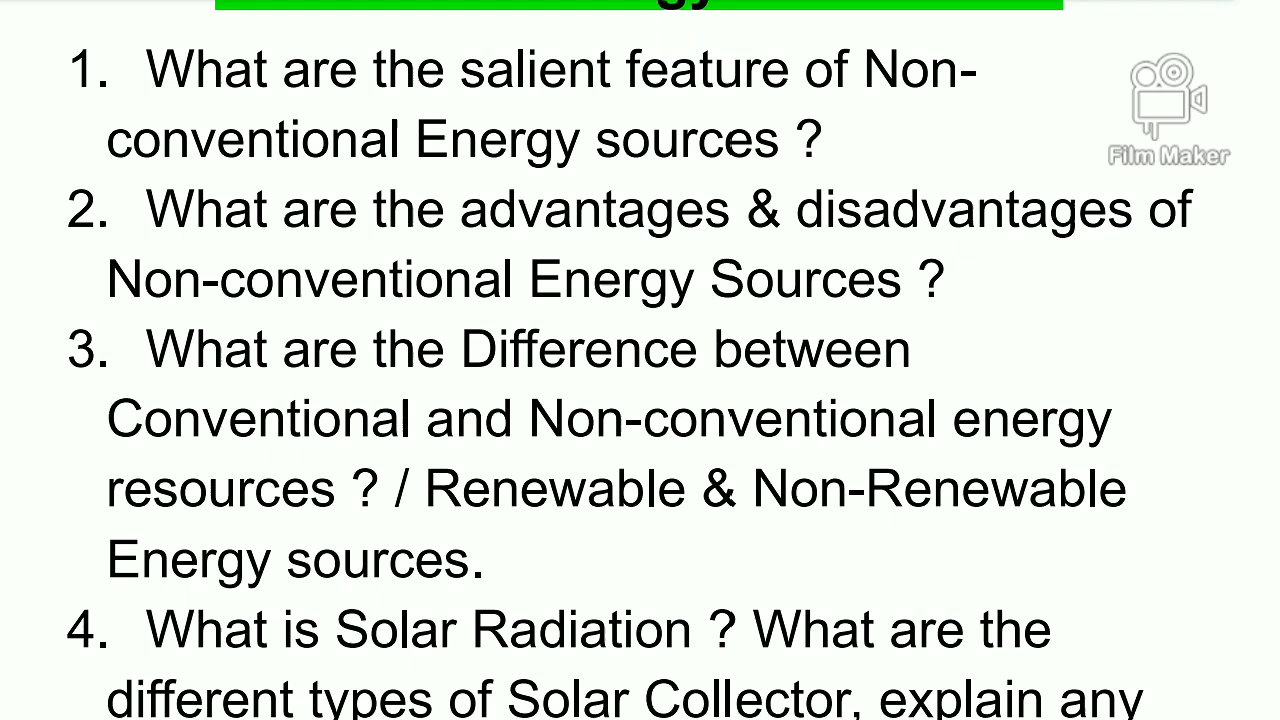 1. What are the salient feature of Non-
conventional Energy sources ?
Film Maker
2. What are the advantages & disadvantages of
Non-conventional Energy Sources ?
3. What are the Difference between
Conventional and Non-conventional energy
resources ? / Renewable & Non-Renewable
Energy sources.
4. What is Solar Radiation ? What are the
different types of Solar Collector, explain any